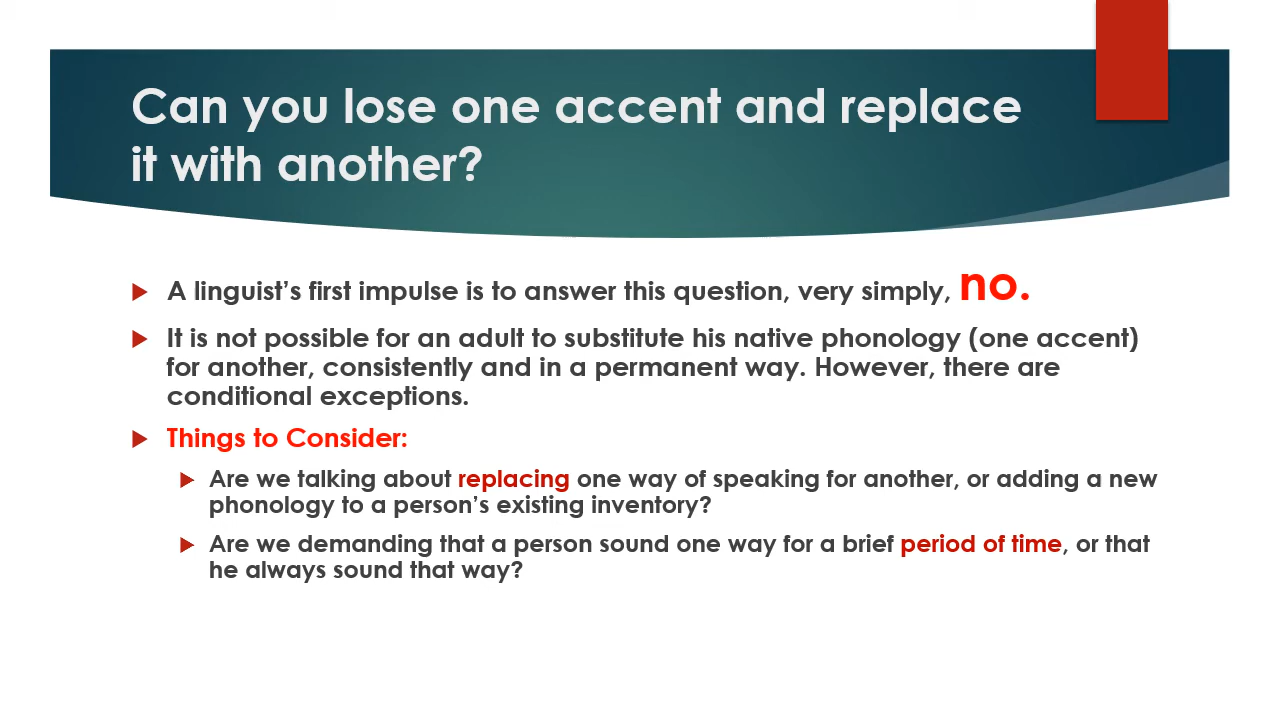 Can you lose one accent and replace
it with another?
A linguist’s first impulse is to answer this question, very simply, no.
It is not possible for an adult to substitute his native phonology (one accent)
for another, consistently and in a permanent way. However, there are
conditional exceptions.
Things to Consider:
Are we talking about replacing one way of speaking for another, or adding a new
phonology to a person’s existing inventory?
Are we demanding that a person sound one way for a brief period of time, or that
he always sound that way?